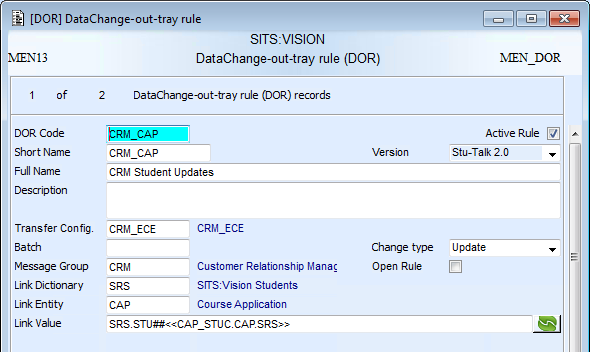 [DOR] DataChange-out-tray rule
SITS:VISION
MEN13 DataChange-out-tray rule (DOR) MEN_DOR
1 of 2 DataChange-out-tray rule (DOR) records
DOR Code CRM_CAP Active Rule
Short Name CRM_CAP Version Stu-Talk 2.0
Full Name CRM Student Updates
Description
Transfer Config. CRM_ECE CRM_ECE
Batch Change type Update
Message Group CRM Customer Relationship Manag Open Rule
Link Dictionary SRS SITS:Vision Students
Link Entity CAP Course Application
Link Value SRS.STU##<<CAP_STUC.CAP.SRS>>